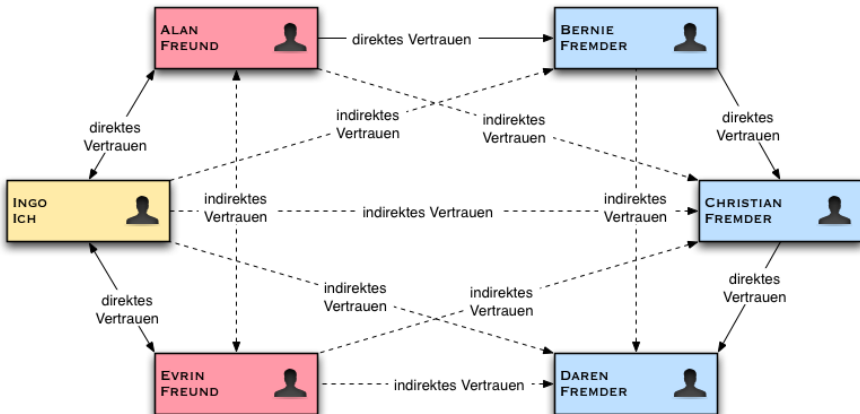 ALAN
FREUND
direktes Vertrauen
BERNIE
FREMDER
direktes
Vertrauen
indirektes
Vertrauen
indirektes
Vertrauen
direktes
Vertrauen
INGO
ICH
indirektes
Vertrauen
indirektes Vertrauen
indirektes
Vertrauen
CHRISTIAN
FREMDER
direktes
Vertrauen
indirektes
Vertrauen
indirektes
Vertrauen
direktes
Vertrauen
EVRIN
FREUND
indirektes Vertrauen
DAREN
FREMDER